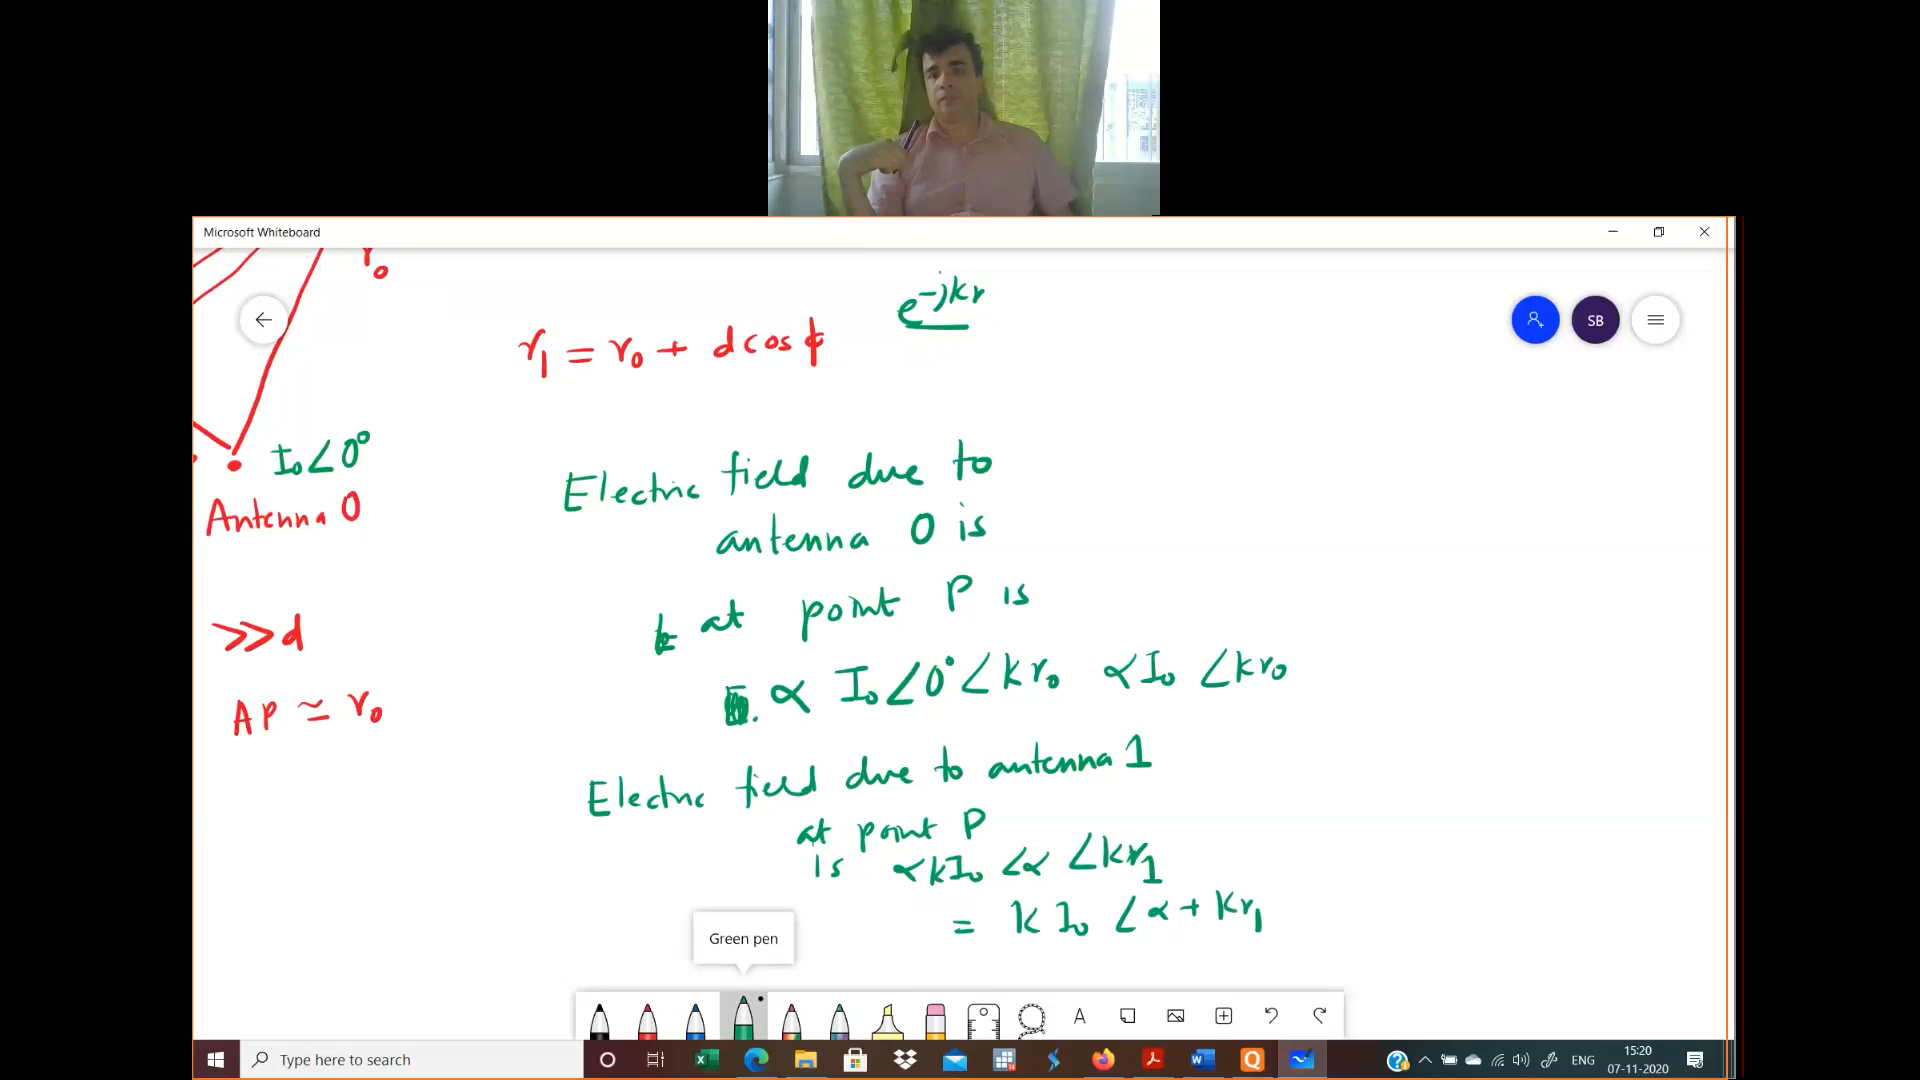 Microsoft Whiteboard
r₀
e^-jkr
r₁ = r₀ + d cos ϕ
SB
I₀∠0°
Antenna 0
Electric field due to
antenna 0 is
at point P is
∝ I₀∠0°∠kr₀ ∝I₀ ∠kr₀
>>d
AP ≃ r₀
Electric field due to antenna 1
at point P
is ∝kI₀ ∠α ∠kr₁
= k I₀ ∠α + kr₁
Green pen
A
Type here to search
ENG
15:20
07-11-2020